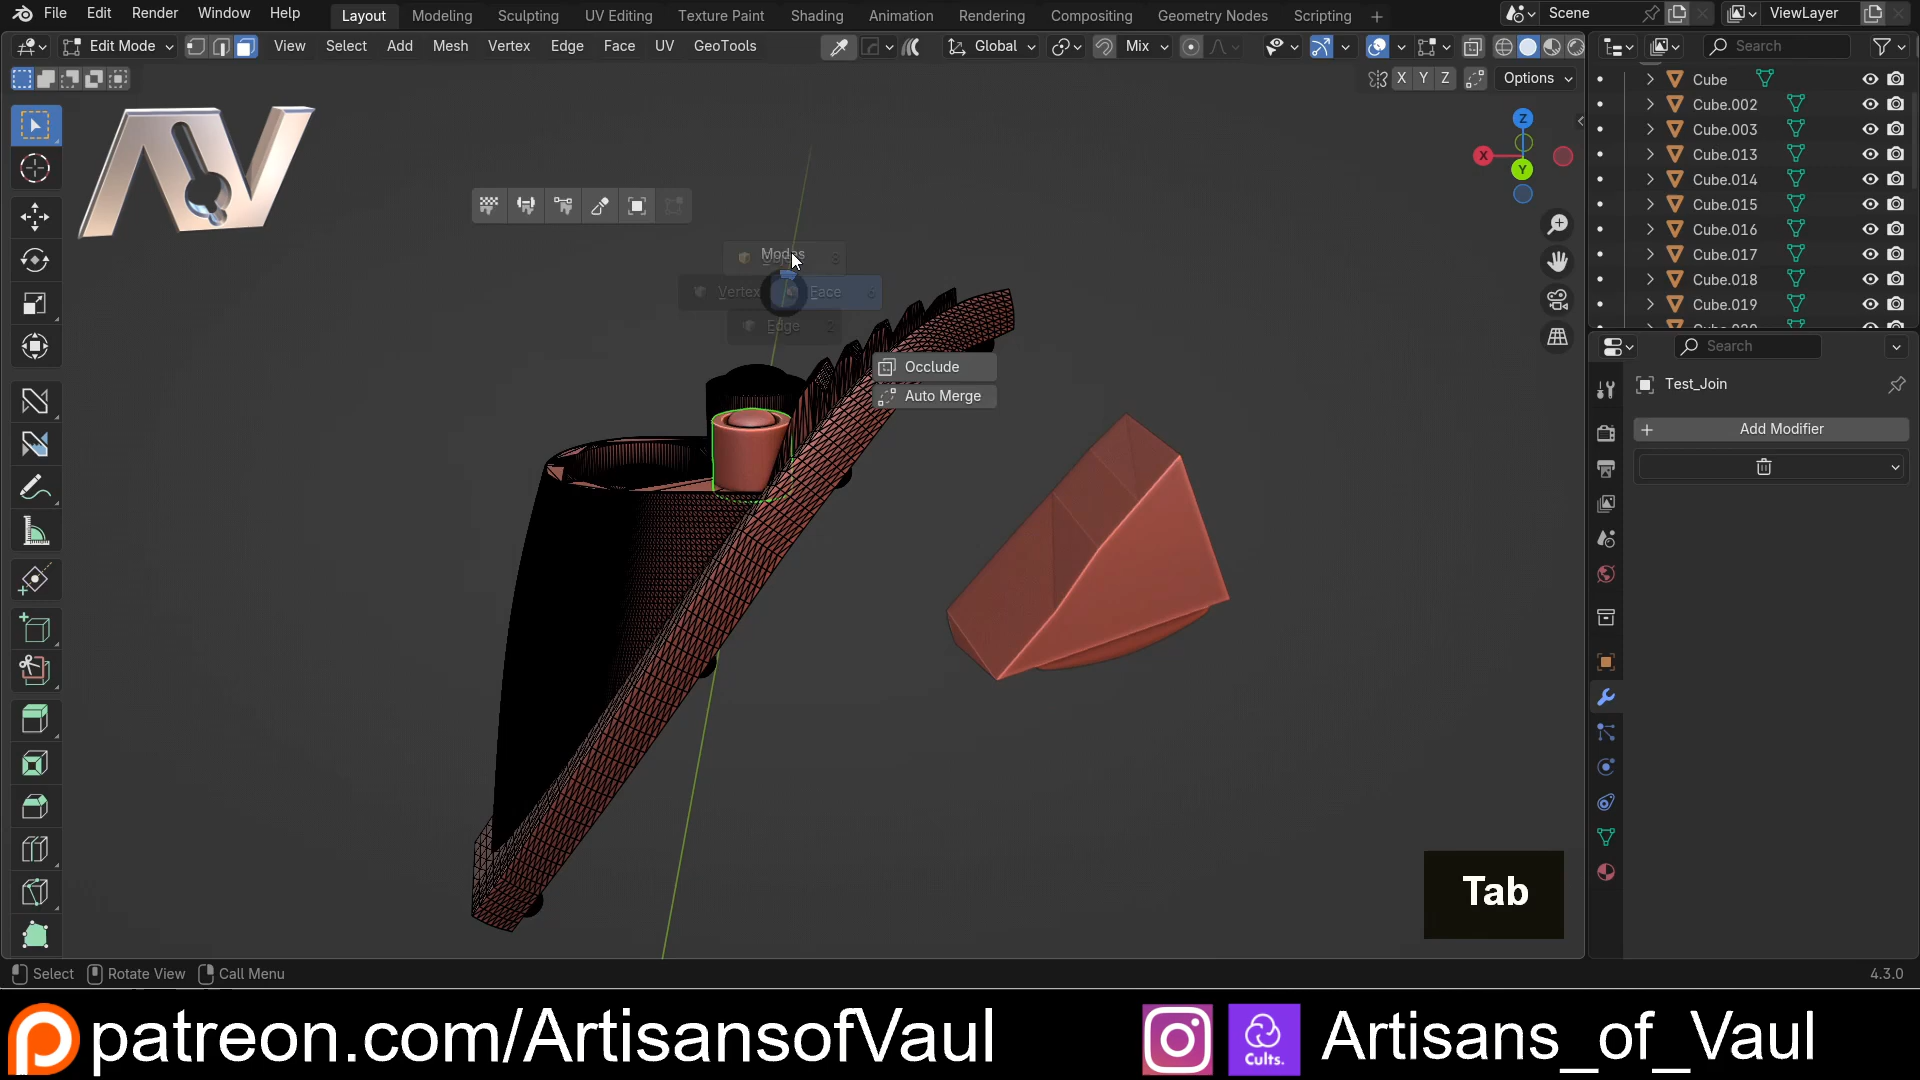 File Edit Render Window Help Layout Modeling Sculpting UV Editing Texture Paint Shading Animation Rendering Compositing Geometry Nodes Scripting + Scene ViewLayer
Edit Mode View Select Add Mesh Vertex Edge Face UV GeoTools Global Mix Search
X Y Z Options
Cube
Cube.002
Cube.003
Cube.013
Cube.014
Cube.015
Cube.016
Cube.017
Cube.018
Cube.019
Z
X
Y
Modes
8
Vertex Face 6
Edge 2
Occlude
Auto Merge
Search
Test_Join
Add Modifier
Tab
Select Rotate View Call Menu 4.3.0
patreon.com/ArtisansofVaul Cults. Artisans_of_Vaul